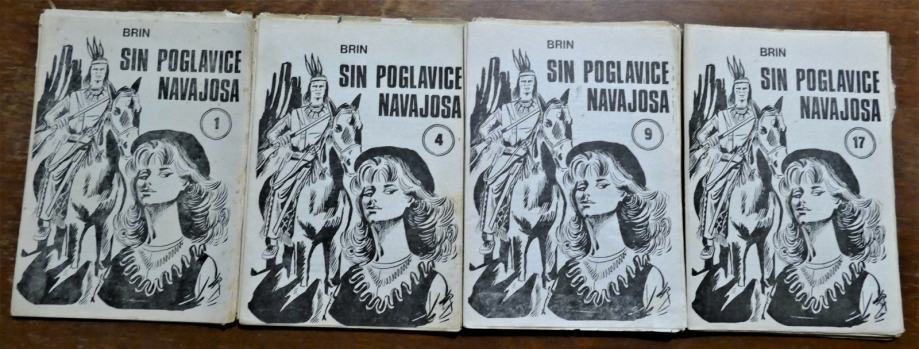 BRIN
SIN POGLAVICE
NAVAJOSA
1
BRIN
SIN POGLAVICE
NAVAJOSA
4
BRIN
SIN POGLAVICE
NAVAJOSA
9
BRIN
SIN POGLAVICE
NAVAJOSA
17